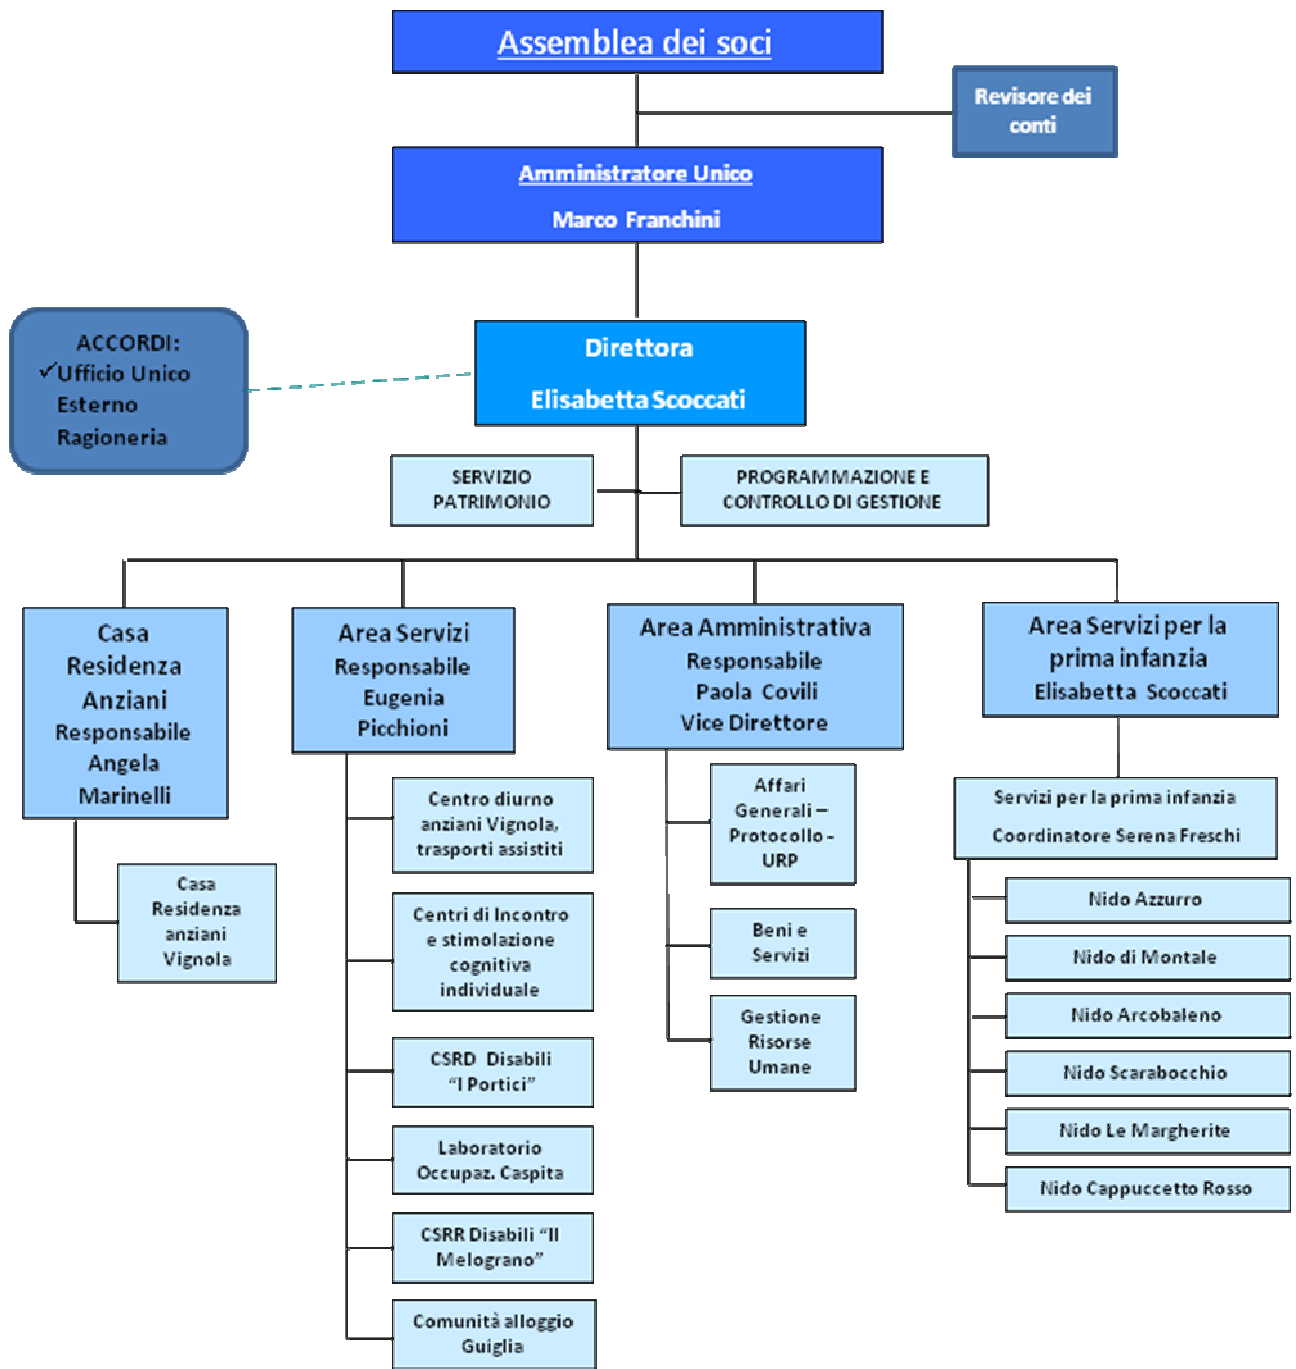 Assemblea dei soci
Revisore dei
conti
Amministratore Unico
Marco Franchini
ACCORDI:
✓Ufficio Unico
Esterno
Ragioneria
Direttora
Elisabetta Scoccati
SERVIZIO
PATRIMONIO
PROGRAMMAZIONE E
CONTROLLO DI GESTIONE
Casa
Residenza
Anziani
Responsabile
Angela
Marinelli
Casa
Residenza
anziani
Vignola
Area Servizi
Responsabile
Eugenia
Picchioni
Centro diurno
anziani Vignola,
trasporti assistiti
Centri di Incontro
e stimolazione
cognitiva
individuale
CSRD Disabili
“I Portici”
Laboratorio
Occupaz. Caspita
CSRR Disabili “Il
Melograno”
Comunità alloggio
Guiglia
Area Amministrativa
Responsabile
Paola Covili
Vice Direttore
Affari
Generali –
Protocollo -
URP
Beni e
Servizi
Gestione
Risorse
Umane
Area Servizi per la
prima infanzia
Elisabetta Scoccati
Servizi per la prima infanzia
Coordinatore Serena Freschi
Nido Azzurro
Nido di Montale
Nido Arcobaleno
Nido Scarabocchio
Nido Le Margherite
Nido Cappuccetto Rosso